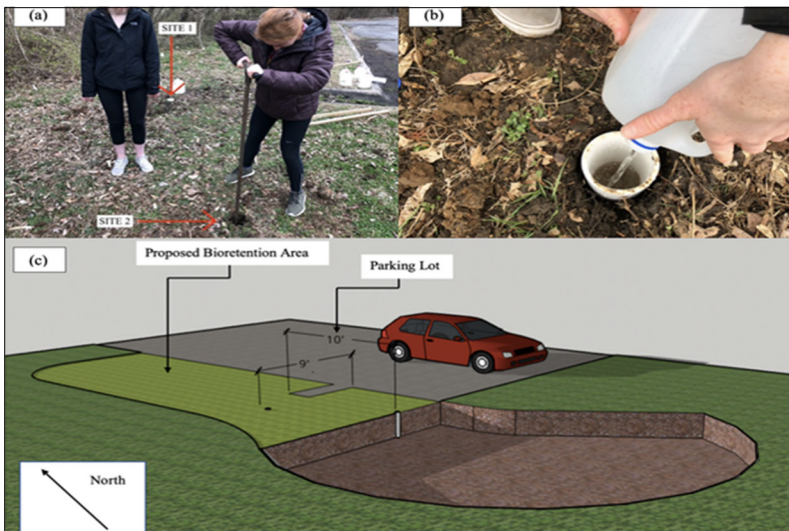 (a)
SITE 1
SITE 2
(b)
(c)
Proposed Bioretention Area
Parking Lot
10'
9'
North